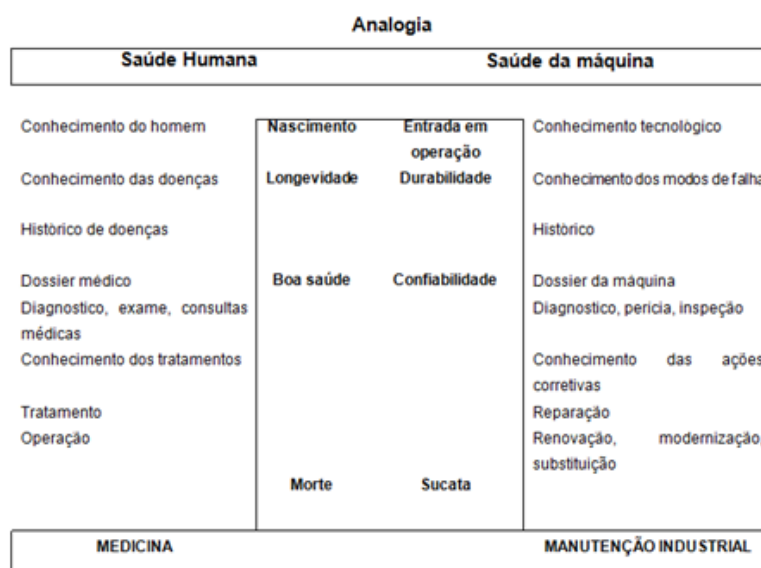 Analogia
Saúde Humana Saúde da máquina
Conhecimento do homem Nascimento Entrada em Conhecimento tecnológico
operação
Conhecimento das doenças Longevidade Durabilidade Conhecimento dos modos de falha
Histórico de doenças Histórico
Dossier médico Boa saúde Confiabilidade Dossier da máquina
Diagnostico, exame, consultas Diagnostico, perícia, inspeção
médicas
Conhecimento dos tratamentos Conhecimento das ações
corretivas
Tratamento Reparação
Operação Renovação, modernização,
substituição
Morte Sucata
MEDICINA MANUTENÇÃO INDUSTRIAL